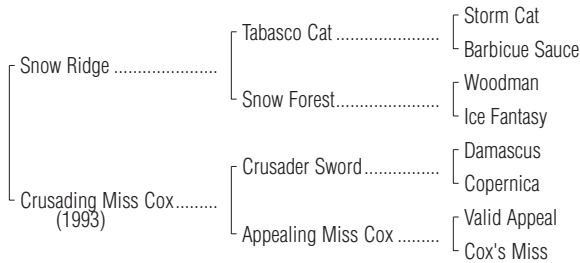 Storm Cat
Tabasco Cat ......................
Barbicue Sauce
Snow Ridge ......................
Woodman
Snow Forest......................
Ice Fantasy
Damascus
Crusader Sword................
Copernica
Crusading Miss Cox.........
(1993)
Valid Appeal
Appealing Miss Cox .........
Cox's Miss